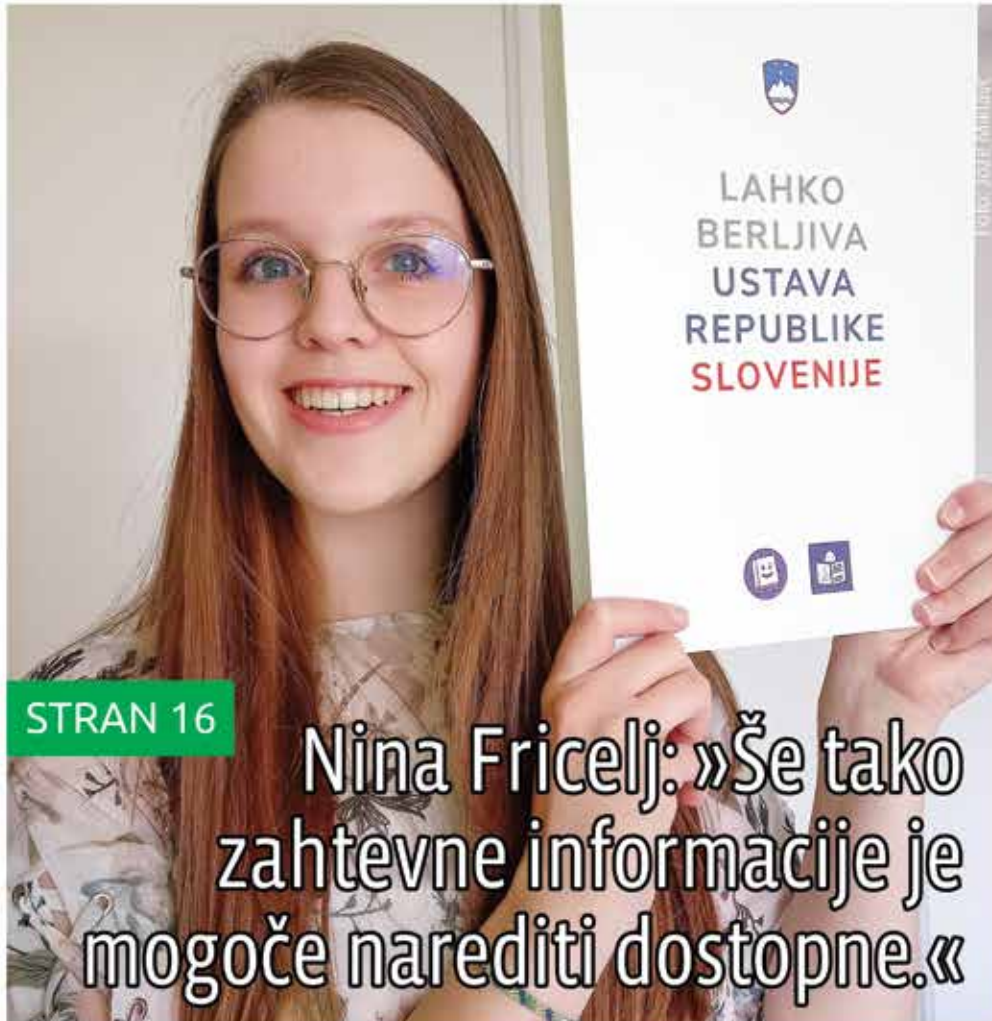 LAHKO
BERLJIVA
USTAVA
REPUBLIKE
SLOVENIJE
STRAN 16
Nina Fricelj: »Še tako
zahtevne informacije je
mogoče narediti dostopne.«